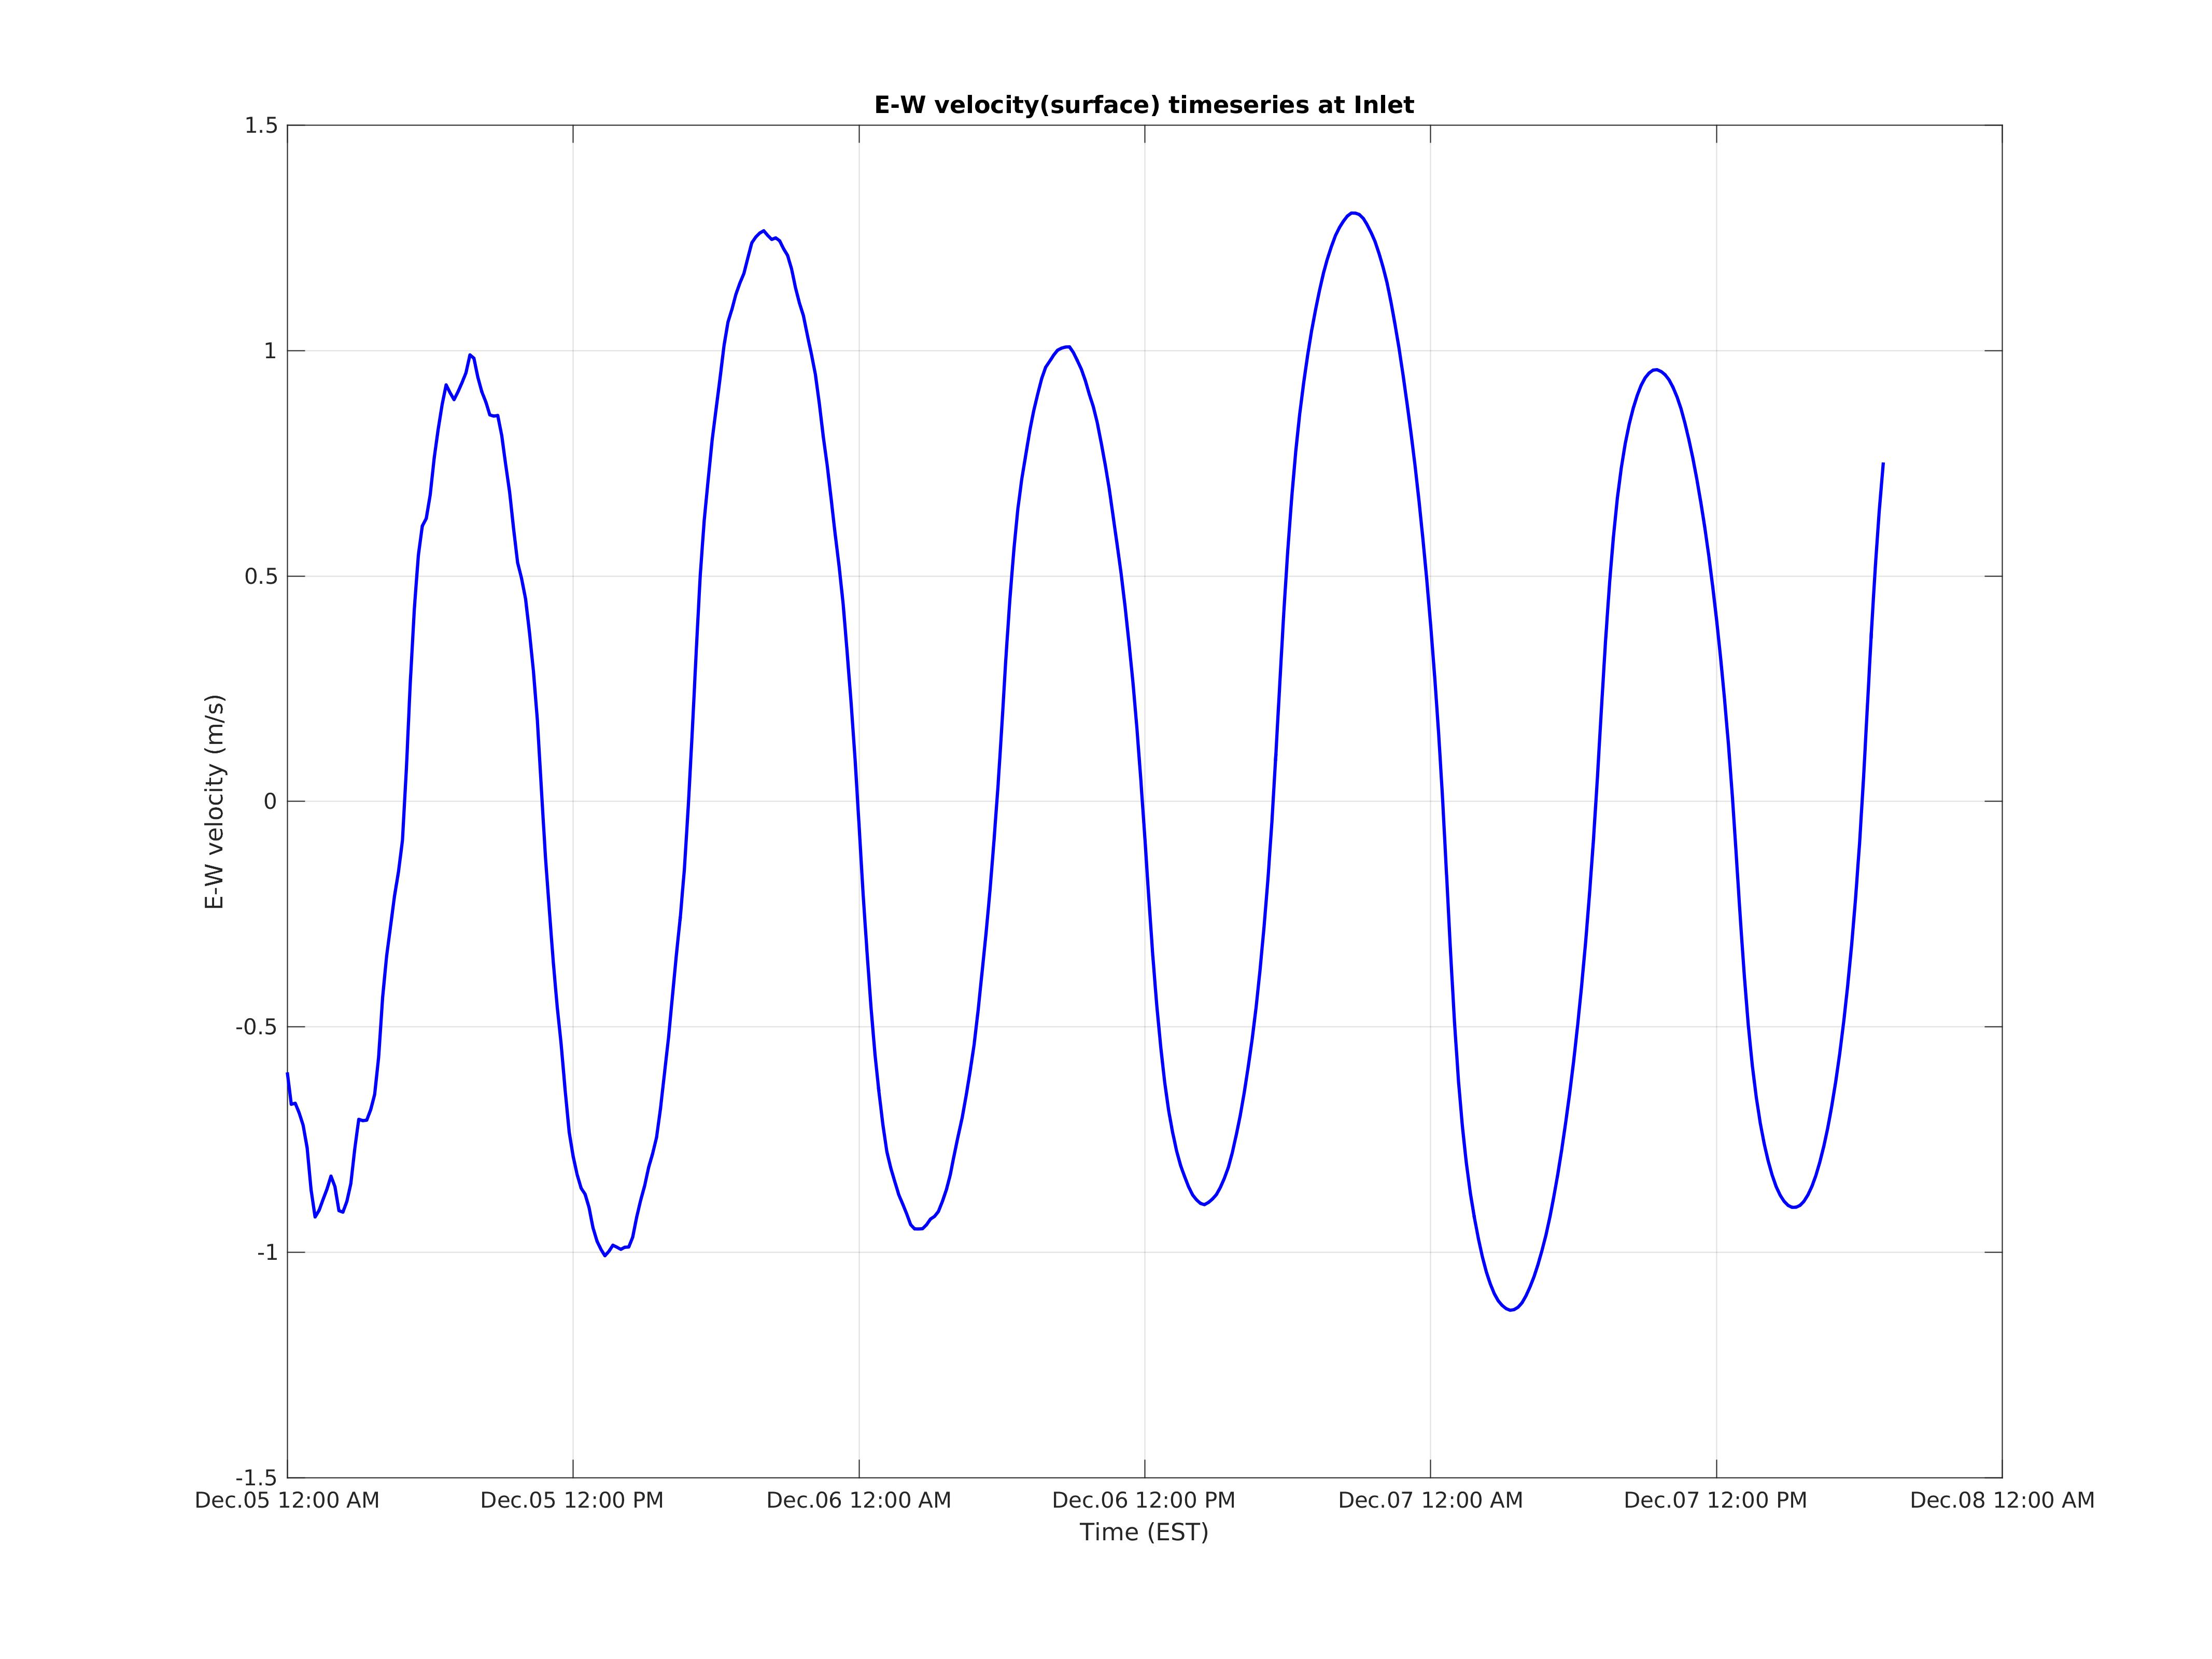 E-W velocity(surface) timeseries at Inlet
1.5
1
0.5
0
-0.5
-1
-1.5
E-W velocity (m/s)
Dec.05 12:00 AM Dec.05 12:00 PM Dec.06 12:00 AM Dec.06 12:00 PM Dec.07 12:00 AM Dec.07 12:00 PM Dec.08 12:00 AM
Time (EST)